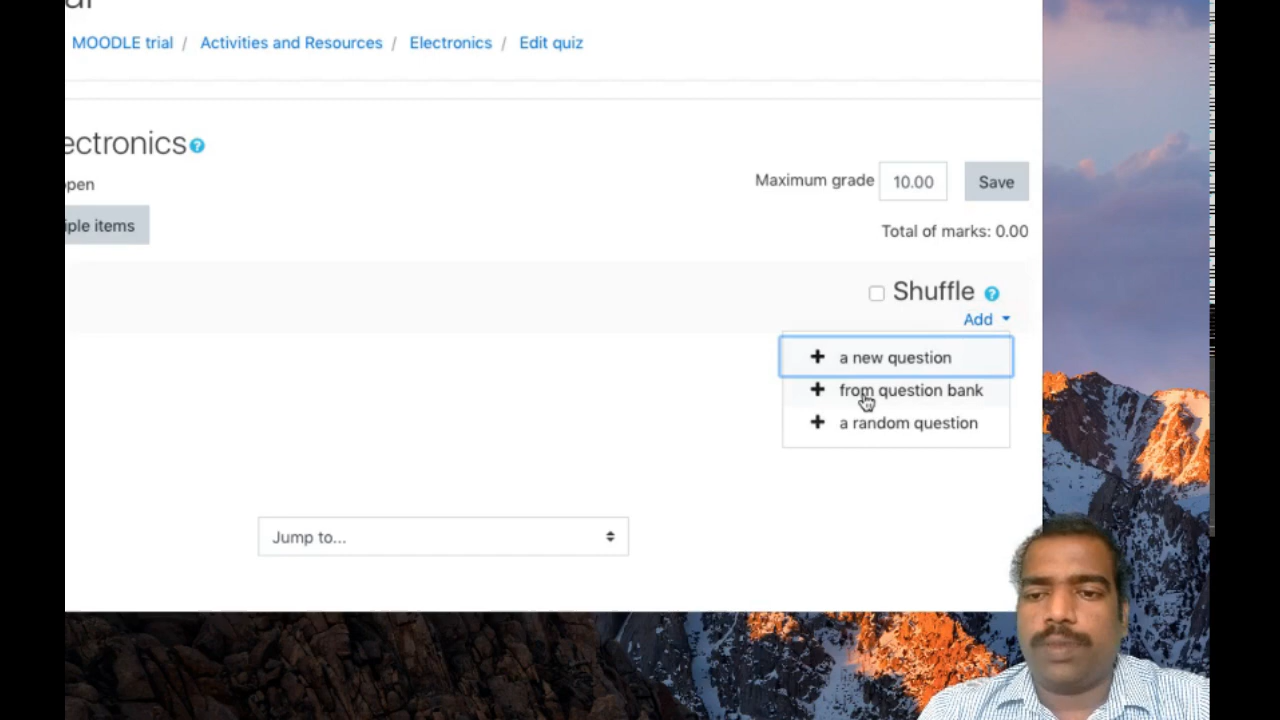 MOODLE trial / Activities and Resources / Electronics / Edit quiz
ectronics
open
Maximum grade 10.00 Save
iple items
Total of marks: 0.00
Shuffle
Add
+ a new question
+ from question bank
+ a random question
Jump to...